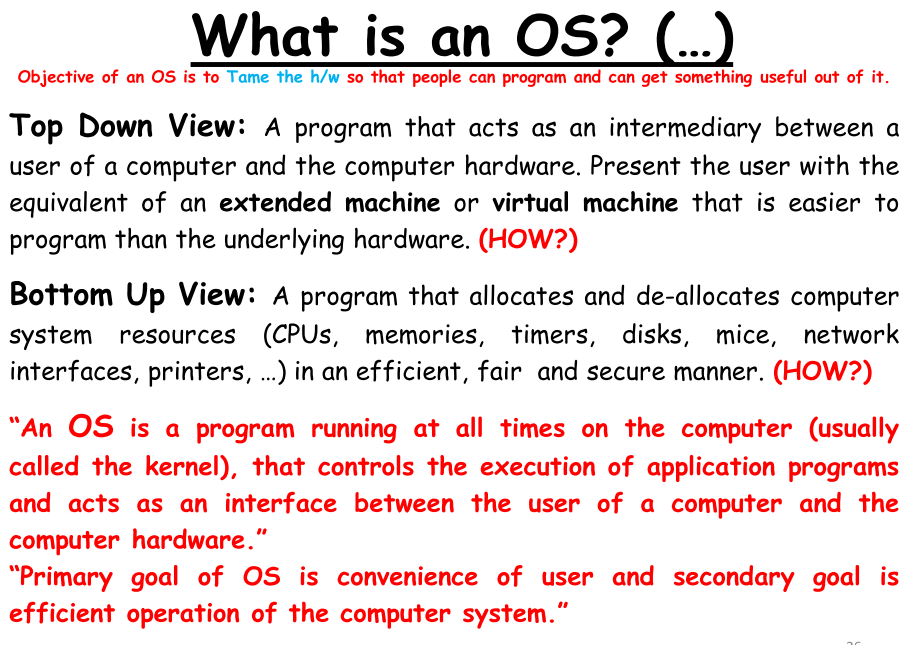 What is an OS? (…)
Objective of an OS is to Tame the h/w so that people can program and can get something useful out of it.
Top Down View: A program that acts as an intermediary between a
user of a computer and the computer hardware. Present the user with the
equivalent of an extended machine or virtual machine that is easier to
program than the underlying hardware. (HOW?)
Bottom Up View: A program that allocates and de-allocates computer
system resources (CPUs, memories, timers, disks, mice, network
interfaces, printers, …) in an efficient, fair and secure manner. (HOW?)
“An OS is a program running at all times on the computer (usually
called the kernel), that controls the execution of application programs
and acts as an interface between the user of a computer and the
computer hardware.”
“Primary goal of OS is convenience of user and secondary goal is
efficient operation of the computer system.”